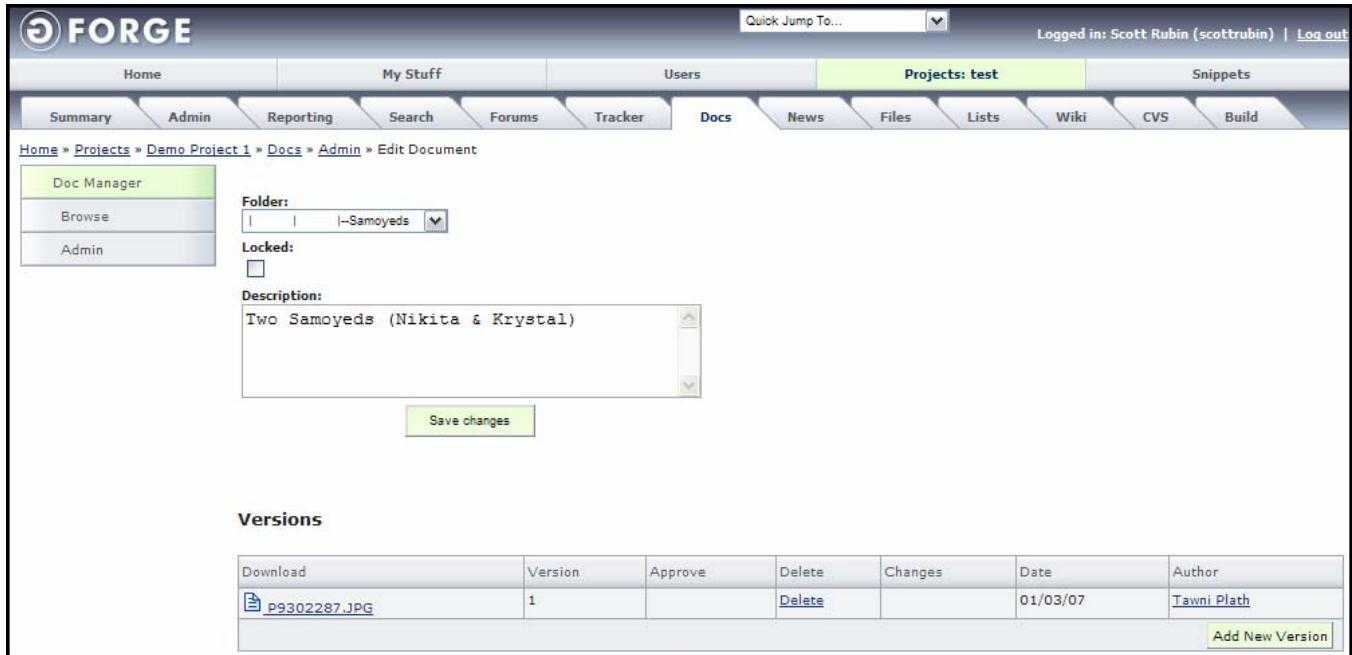 GFORGE
Quick Jump To...
Logged in: Scott Rubin (scottrubin) | Log out
Home My Stuff Users Projects: test Snippets
Summary Admin Reporting Search Forums Tracker Docs News Files Lists Wiki CVS Build
Home » Projects » Demo Project 1 » Docs » Admin » Edit Document
Doc Manager
Browse
Admin
Folder:
| | |--Samoyeds
Locked:
Description:
Two Samoyeds (Nikita & Krystal)
Save changes
Versions
Download Version Approve Delete Changes Date Author
P9302287.JPG 1 Delete 01/03/07 Tawni Plath
Add New Version